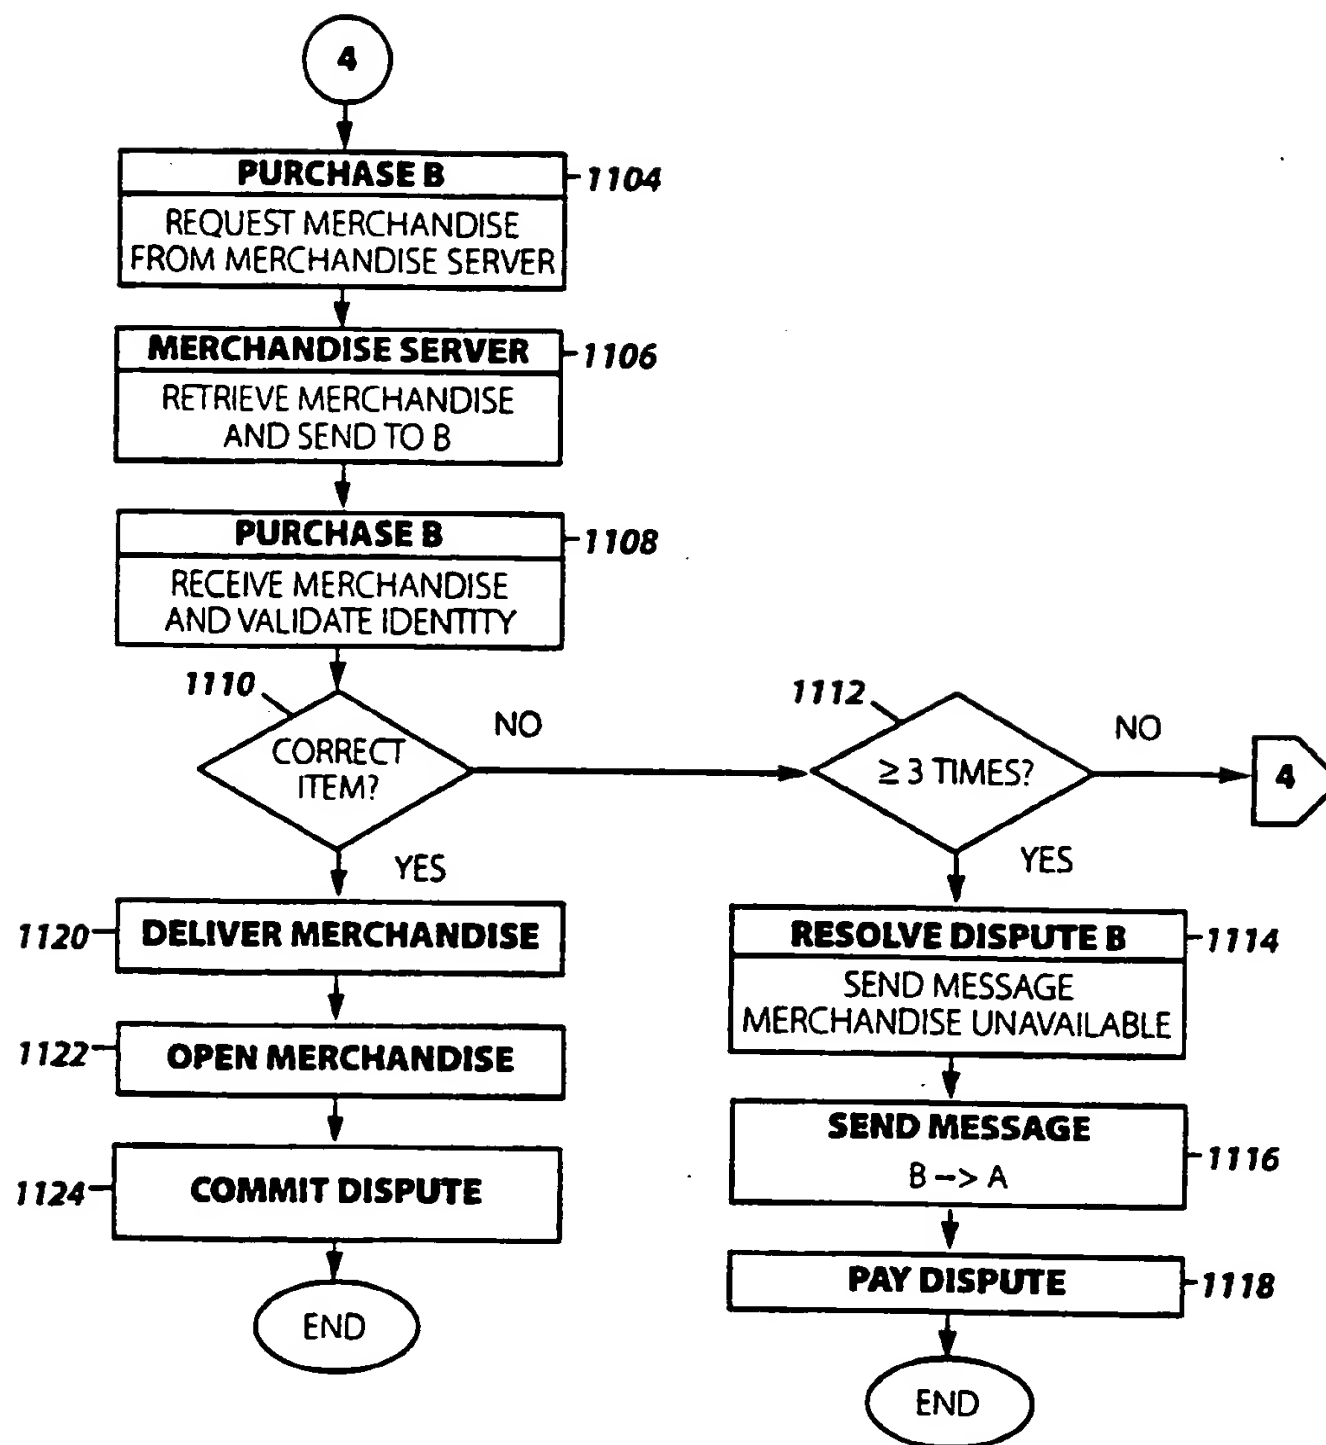 4
PURCHASE B
1104
REQUEST MERCHANDISE
FROM MERCHANDISE SERVER
MERCHANDISE SERVER
1106
RETRIEVE MERCHANDISE
AND SEND TO B
PURCHASE B
1108
RECEIVE MERCHANDISE
AND VALIDATE IDENTITY
1110
CORRECT
ITEM?
NO
YES
1112
≥ 3 TIMES?
NO
4
YES
1120
DELIVER MERCHANDISE
1122
OPEN MERCHANDISE
1124
COMMIT DISPUTE
END
RESOLVE DISPUTE B
1114
SEND MESSAGE
MERCHANDISE UNAVAILABLE
SEND MESSAGE
B --> A
1116
PAY DISPUTE
1118
END